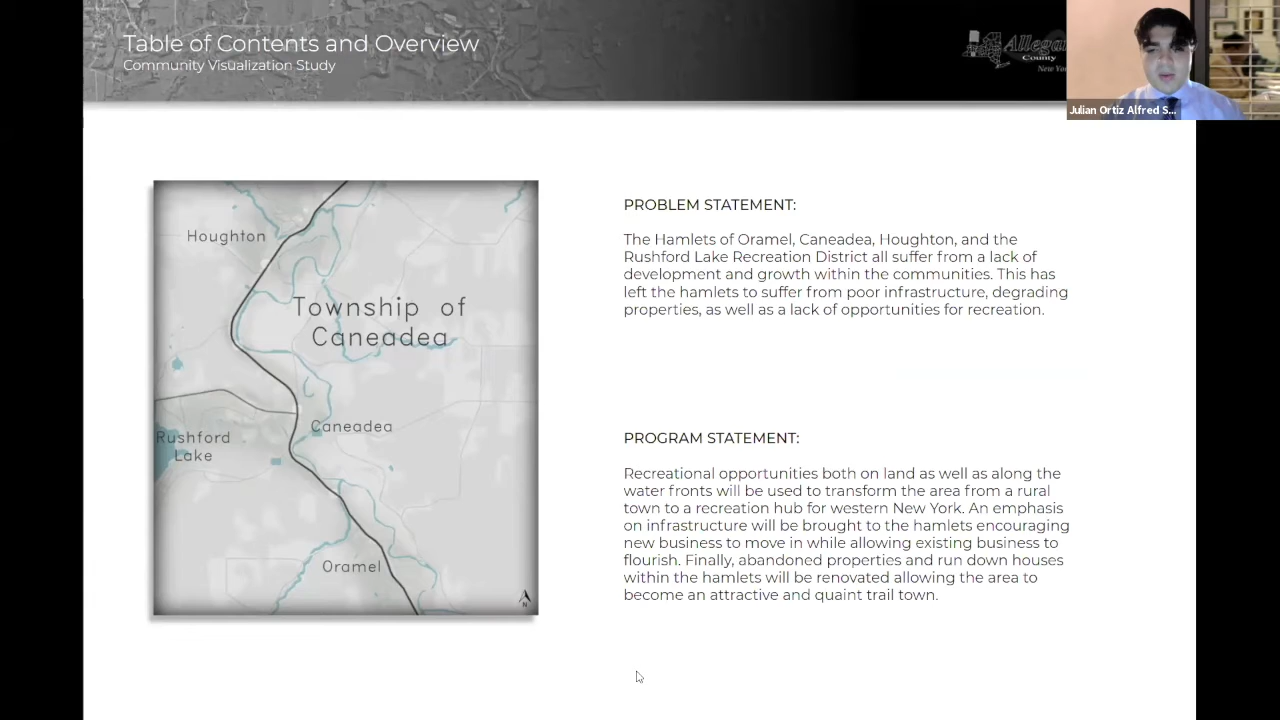 Table of Contents and Overview
Community Visualization Study
County
New
Julian Ortiz Alfred S...
Houghton
Township of
Caneadea
Caneadea
Rushford
Lake
Oramel
N
PROBLEM STATEMENT:
The Hamlets of Oramel, Caneadea, Houghton, and the
Rushford Lake Recreation District all suffer from a lack of
development and growth within the communities. This has
left the hamlets to suffer from poor infrastructure, degrading
properties, as well as a lack of opportunities for recreation.
PROGRAM STATEMENT:
Recreational opportunities both on land as well as along the
water fronts will be used to transform the area from a rural
town to a recreation hub for western New York. An emphasis
on infrastructure will be brought to the hamlets encouraging
new business to move in while allowing existing business to
flourish. Finally, abandoned properties and run down houses
within the hamlets will be renovated allowing the area to
become an attractive and quaint trail town.